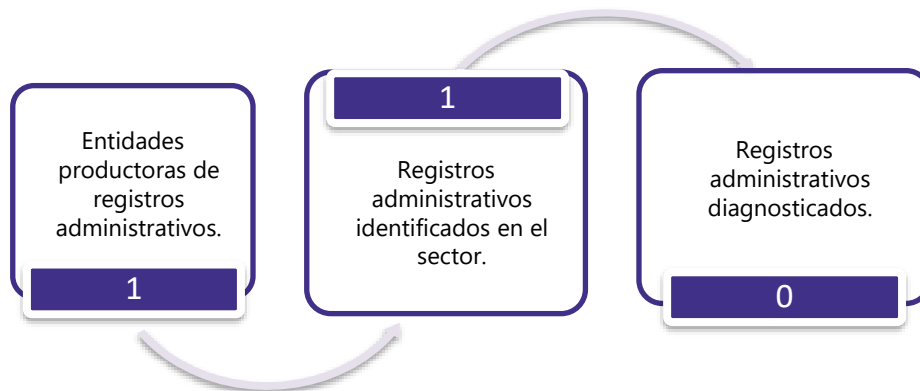 Entidades
productoras de
registros
administrativos.
1
1
Registros
administrativos
identificados en el
sector.
Registros
administrativos
diagnosticados.
0